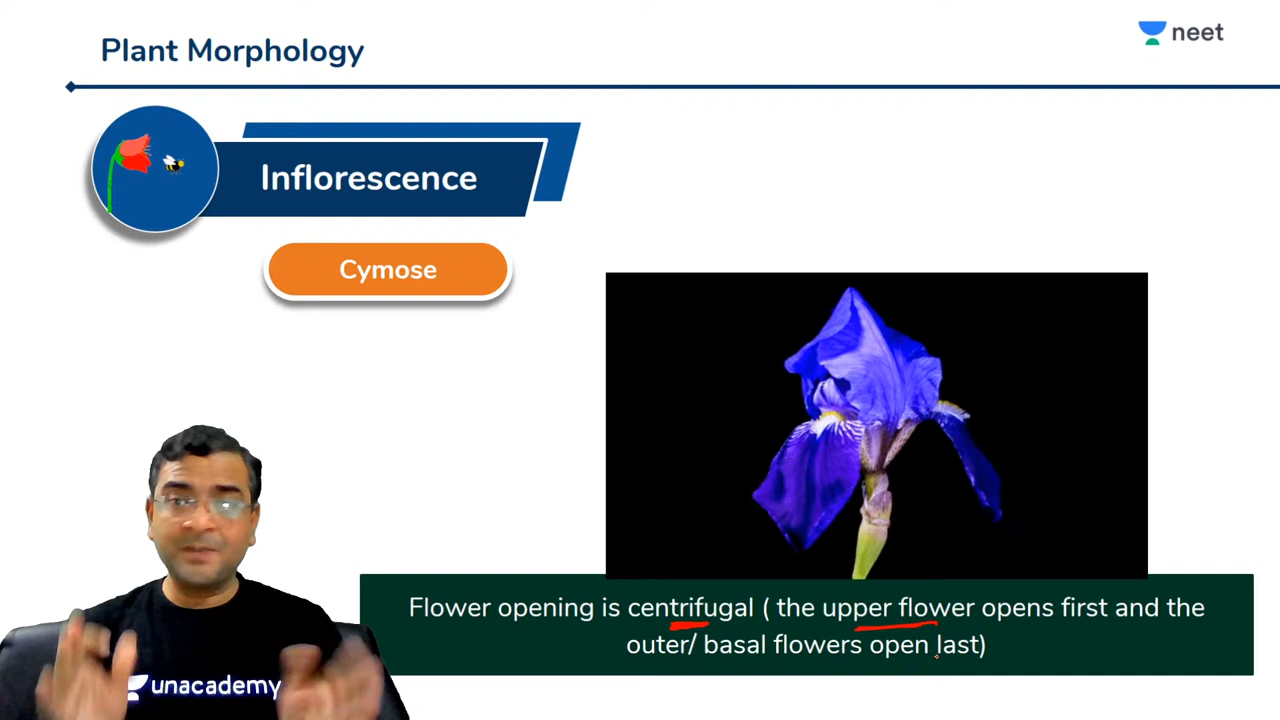 Plant Morphology
neet
Inflorescence
Cymose
Flower opening is centrifugal ( the upper flower opens first and the
outer/ basal flowers open last)
unacademy